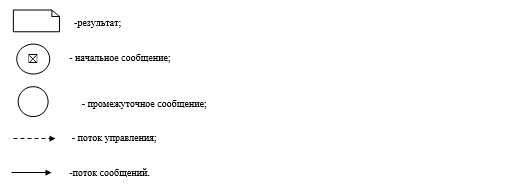 -результат;
- начальное сообщение;
- промежуточное сообщение;
- поток управления;
-поток сообщений.